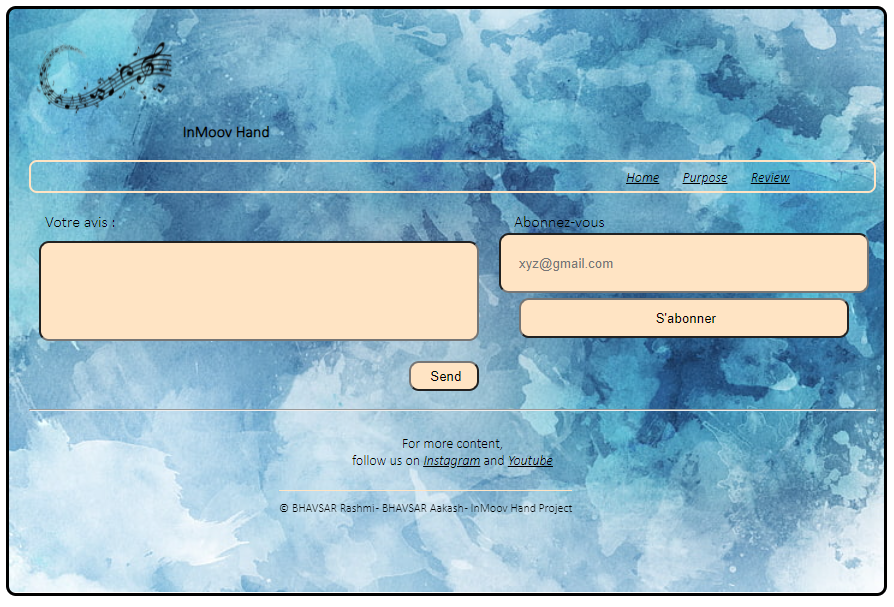 InMoov Hand
Home Purpose Review
Votre avis :
Abonnez-vous
xyz@gmail.com
S'abonner
Send
For more content,
follow us on Instagram and Youtube
© BHAVSAR Rashmi- BHAVSAR Aakash- InMoov Hand Project